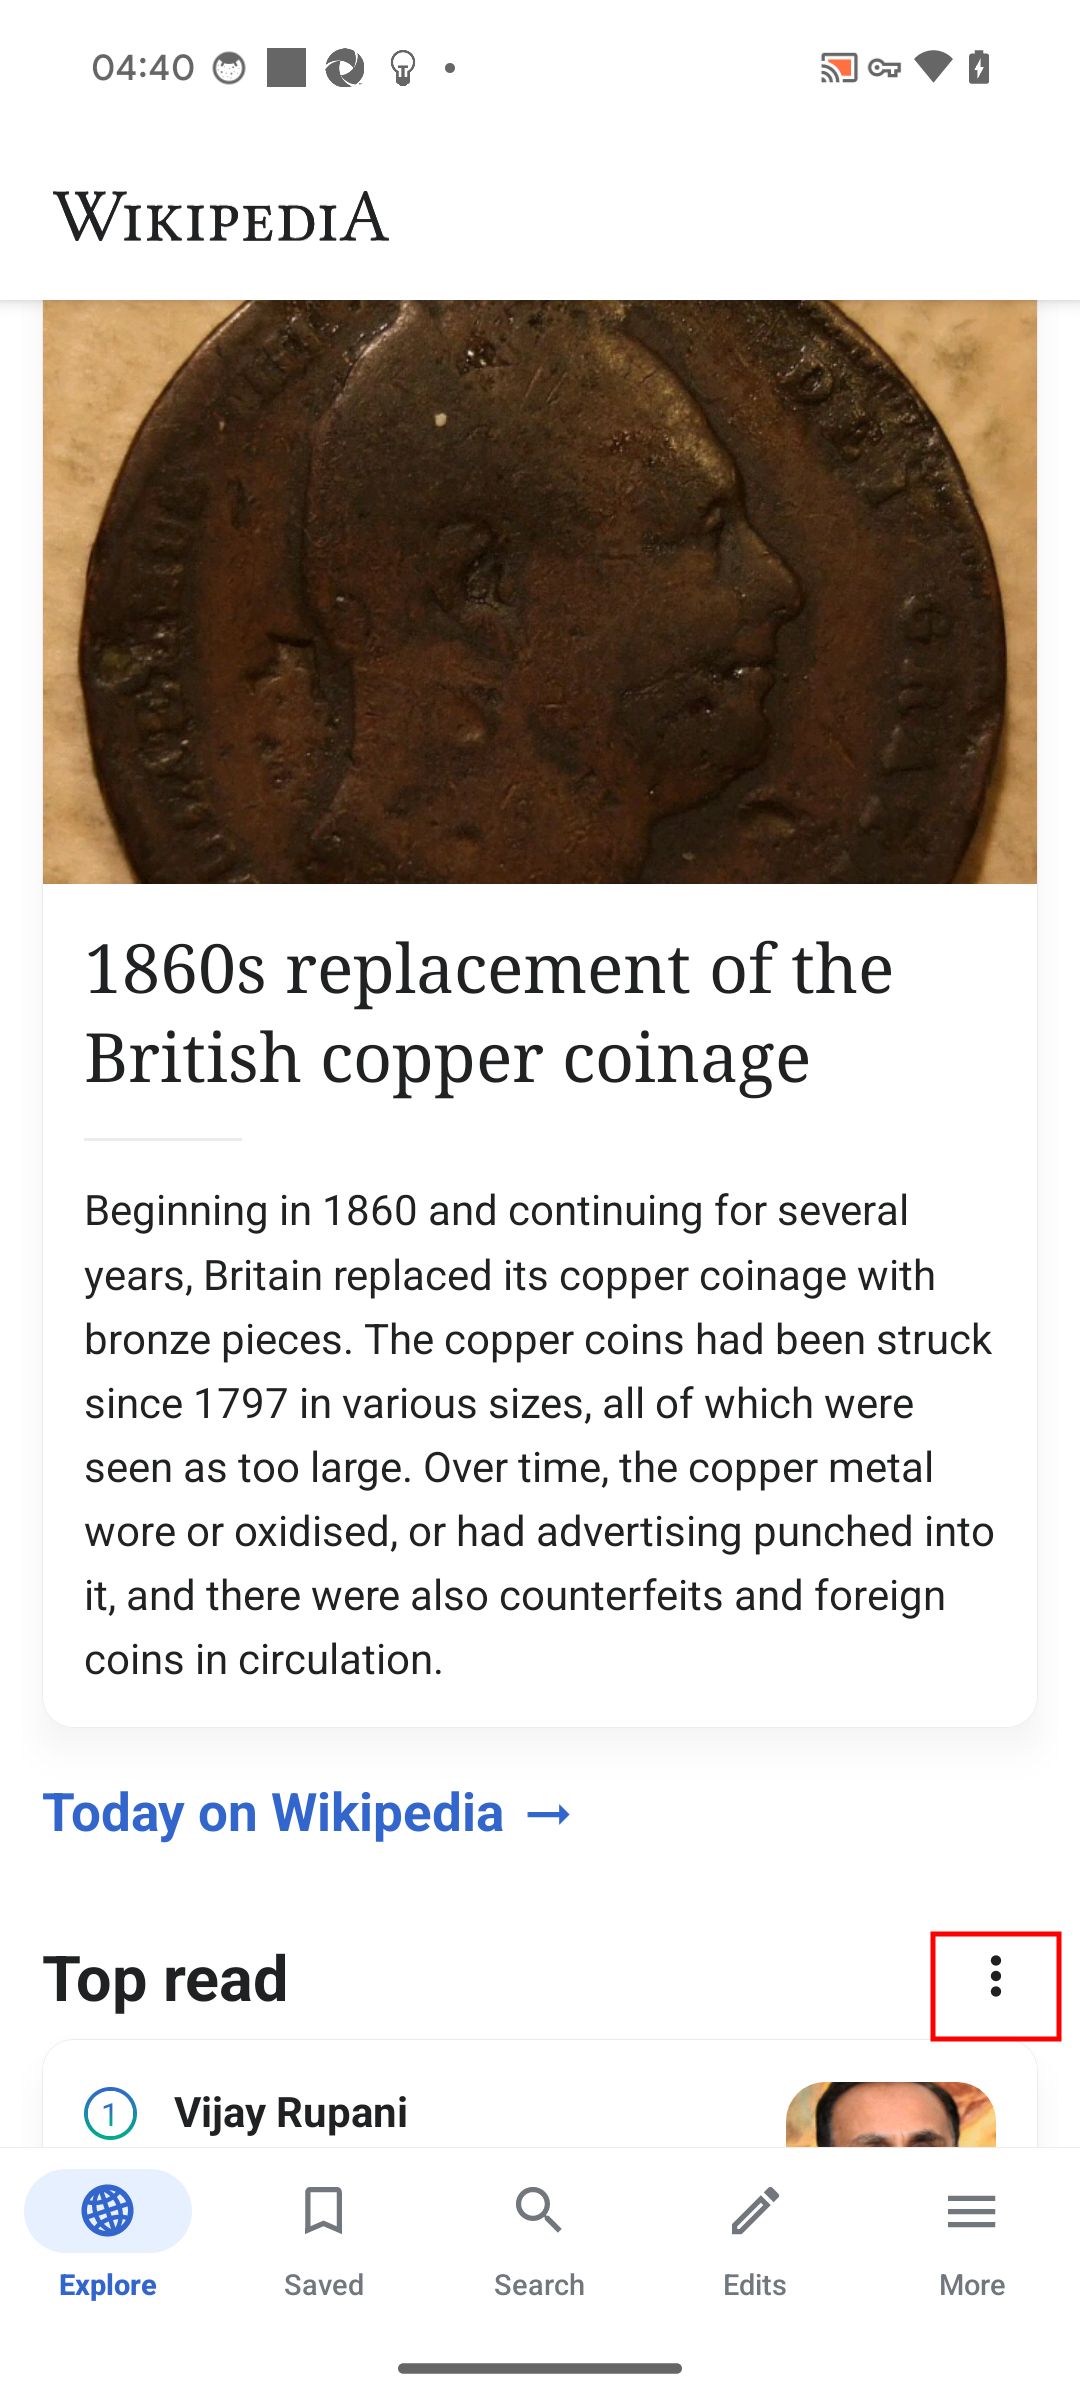 04:40
WIKIPEDIA
1860s replacement of the
British copper coinage
Beginning in 1860 and continuing for several
years, Britain replaced its copper coinage with
bronze pieces. The copper coins had been struck
since 1797 in various sizes, all of which were
seen as too large. Over time, the copper metal
wore or oxidised, or had advertising punched into
it, and there were also counterfeits and foreign
coins in circulation.
Today on Wikipedia →
Top read
1 Vijay Rupani
Explore Saved Search Edits More